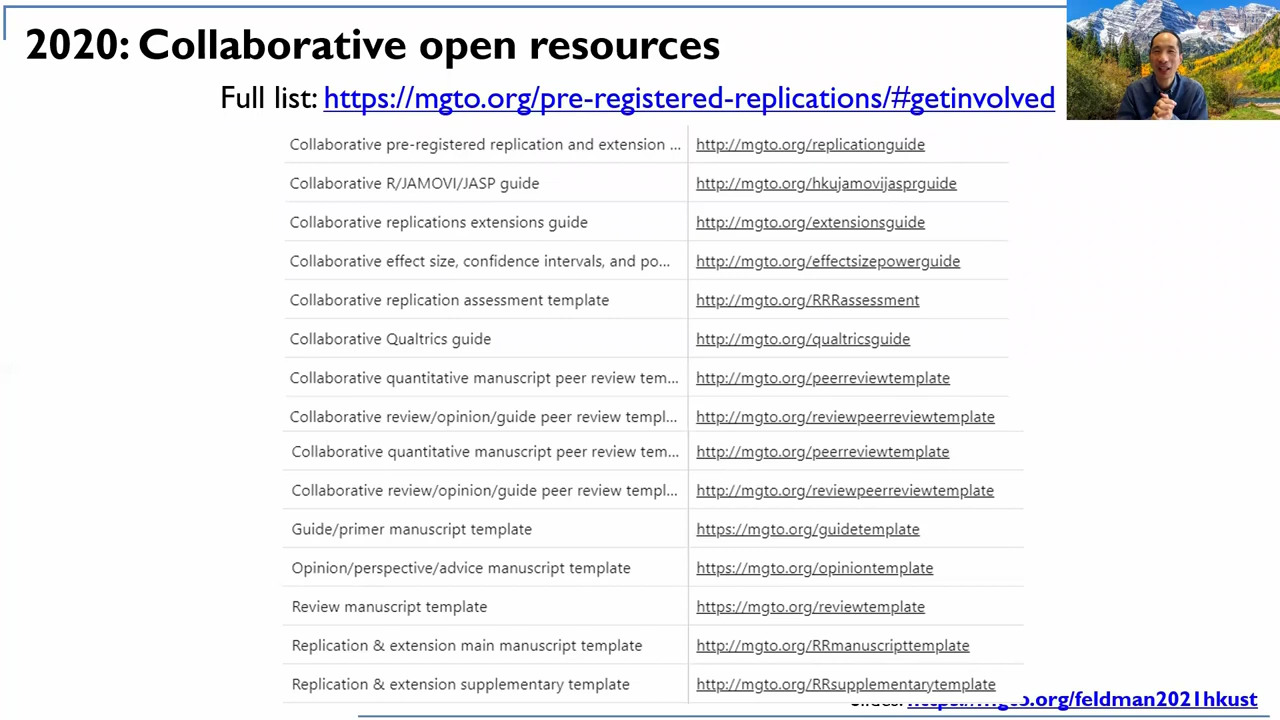 2020: Collaborative open resources
Full list: https://mgto.org/pre-registered-replications/#getinvolved
Collaborative pre-registered replication and extension ... http://mgto.org/replicationguide
Collaborative R/JAMOVI/JASP guide http://mgto.org/hkujamovijasprguide
Collaborative replications extensions guide http://mgto.org/extensionsguide
Collaborative effect size, confidence intervals, and po... http://mgto.org/effectsizepowerguide
Collaborative replication assessment template http://mgto.org/RRRassessment
Collaborative Qualtrics guide http://mgto.org/qualtricsguide
Collaborative quantitative manuscript peer review tem... http://mgto.org/peerreviewtemplate
Collaborative review/opinion/guide peer review templ... http://mgto.org/reviewpeerreviewtemplate
Collaborative quantitative manuscript peer review tem... http://mgto.org/peerreviewtemplate
Collaborative review/opinion/guide peer review templ... http://mgto.org/reviewpeerreviewtemplate
Guide/primer manuscript template https://mgto.org/guidetemplate
Opinion/perspective/advice manuscript template https://mgto.org/opiniontemplate
Review manuscript template https://mgto.org/reviewtemplate
Replication & extension main manuscript template http://mgto.org/RRmanuscripttemplate
Replication & extension supplementary template http://mgto.org/RRsupplementarytemplate
Slides: https://mgto.org/feldman2021hkust